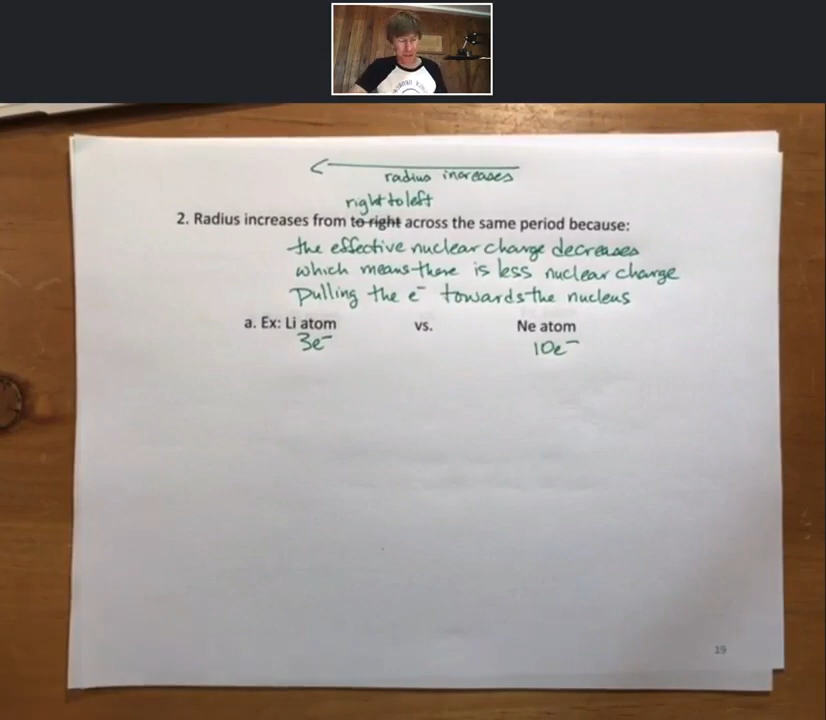 radius increases
right to left
2. Radius increases from to right across the same period because:
the effective nuclear charge decreases
which means there is less nuclear charge
pulling the e⁻ towards the nucleus
a. Ex: Li atom vs. Ne atom
3e⁻ 10e⁻
19